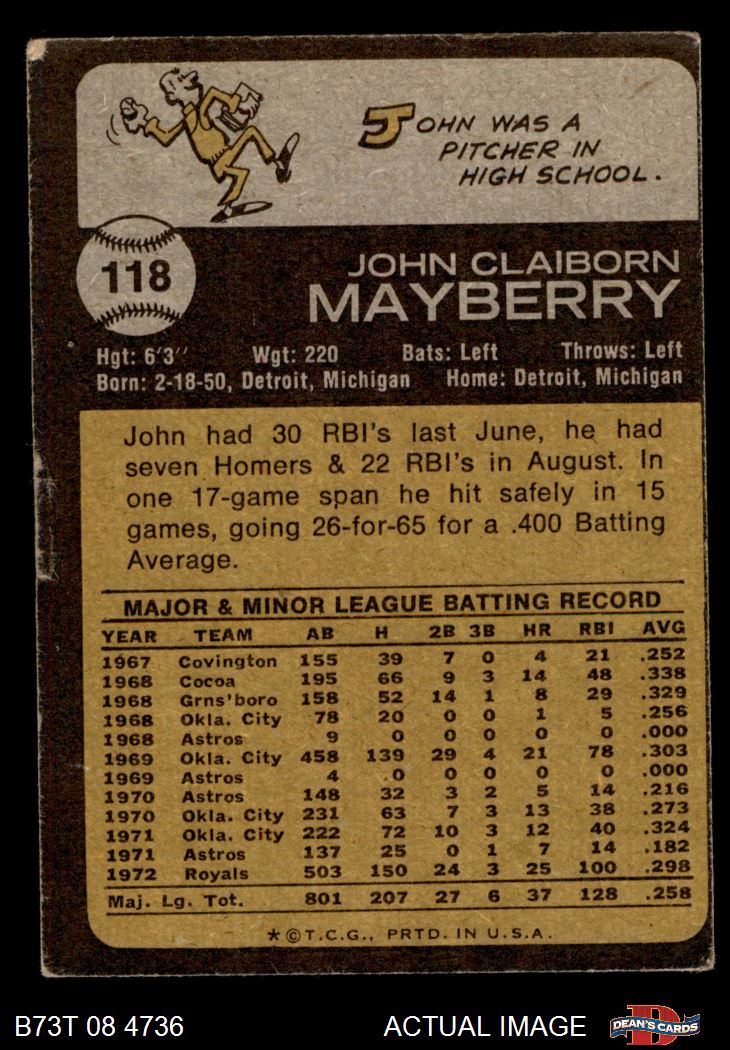 JOHN WAS A
PITCHER IN
HIGH SCHOOL.
118
JOHN CLAIBORN
MAYBERRY
Hgt: 6'3" Wgt: 220 Bats: Left Throws: Left
Born: 2-18-50, Detroit, Michigan Home: Detroit, Michigan
John had 30 RBI's last June, he had
seven Homers & 22 RBI's in August. In
one 17-game span he hit safely in 15
games, going 26-for-65 for a .400 Batting
Average.
MAJOR & MINOR LEAGUE BATTING RECORD
YEAR TEAM AB H 2B 3B HR RBI AVG
1967 Covington 155 39 7 0 4 21 .252
1968 Cocoa 195 66 9 3 14 48 .338
1968 Grns'boro 158 52 14 1 8 29 .329
1968 Okla. City 78 20 0 0 1 5 .256
1968 Astros 9 0 0 0 0 0 .000
1969 Okla. City 458 139 29 4 21 78 .303
1969 Astros 4 0 0 0 0 0 .000
1970 Astros 148 32 3 2 5 14 .216
1970 Okla. City 231 63 7 3 13 38 .273
1971 Okla. City 222 72 10 3 12 40 .324
1971 Astros 137 25 0 1 7 14 .182
1972 Royals 503 150 24 3 25 100 .298
Maj. Lg. Tot. 801 207 27 6 37 128 .258
*©T.C.G., PRTD. IN U.S.A.
B73T 08 4736 ACTUAL IMAGE
D
DEAN'S CARDS